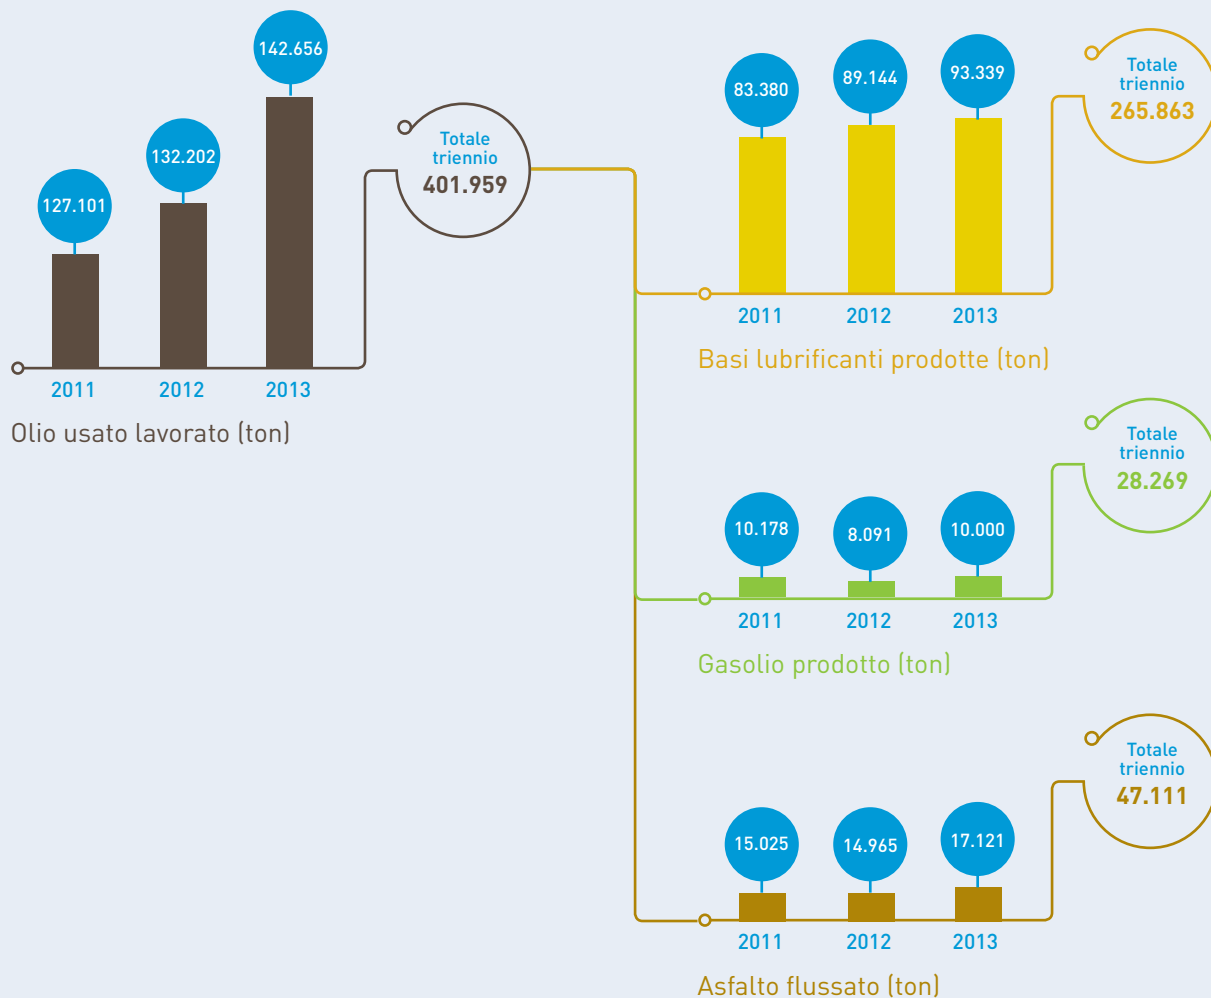 127.101
132.202
142.656
2011
2012
2013
Totale
triennio
401.959
Olio usato lavorato (ton)
83.380
89.144
93.339
2011
2012
2013
Totale
triennio
265.863
Basi lubrificanti prodotte (ton)
10.178
8.091
10.000
2011
2012
2013
Totale
triennio
28.269
Gasolio prodotto (ton)
15.025
14.965
17.121
2011
2012
2013
Totale
triennio
47.111
Asfalto flussato (ton)